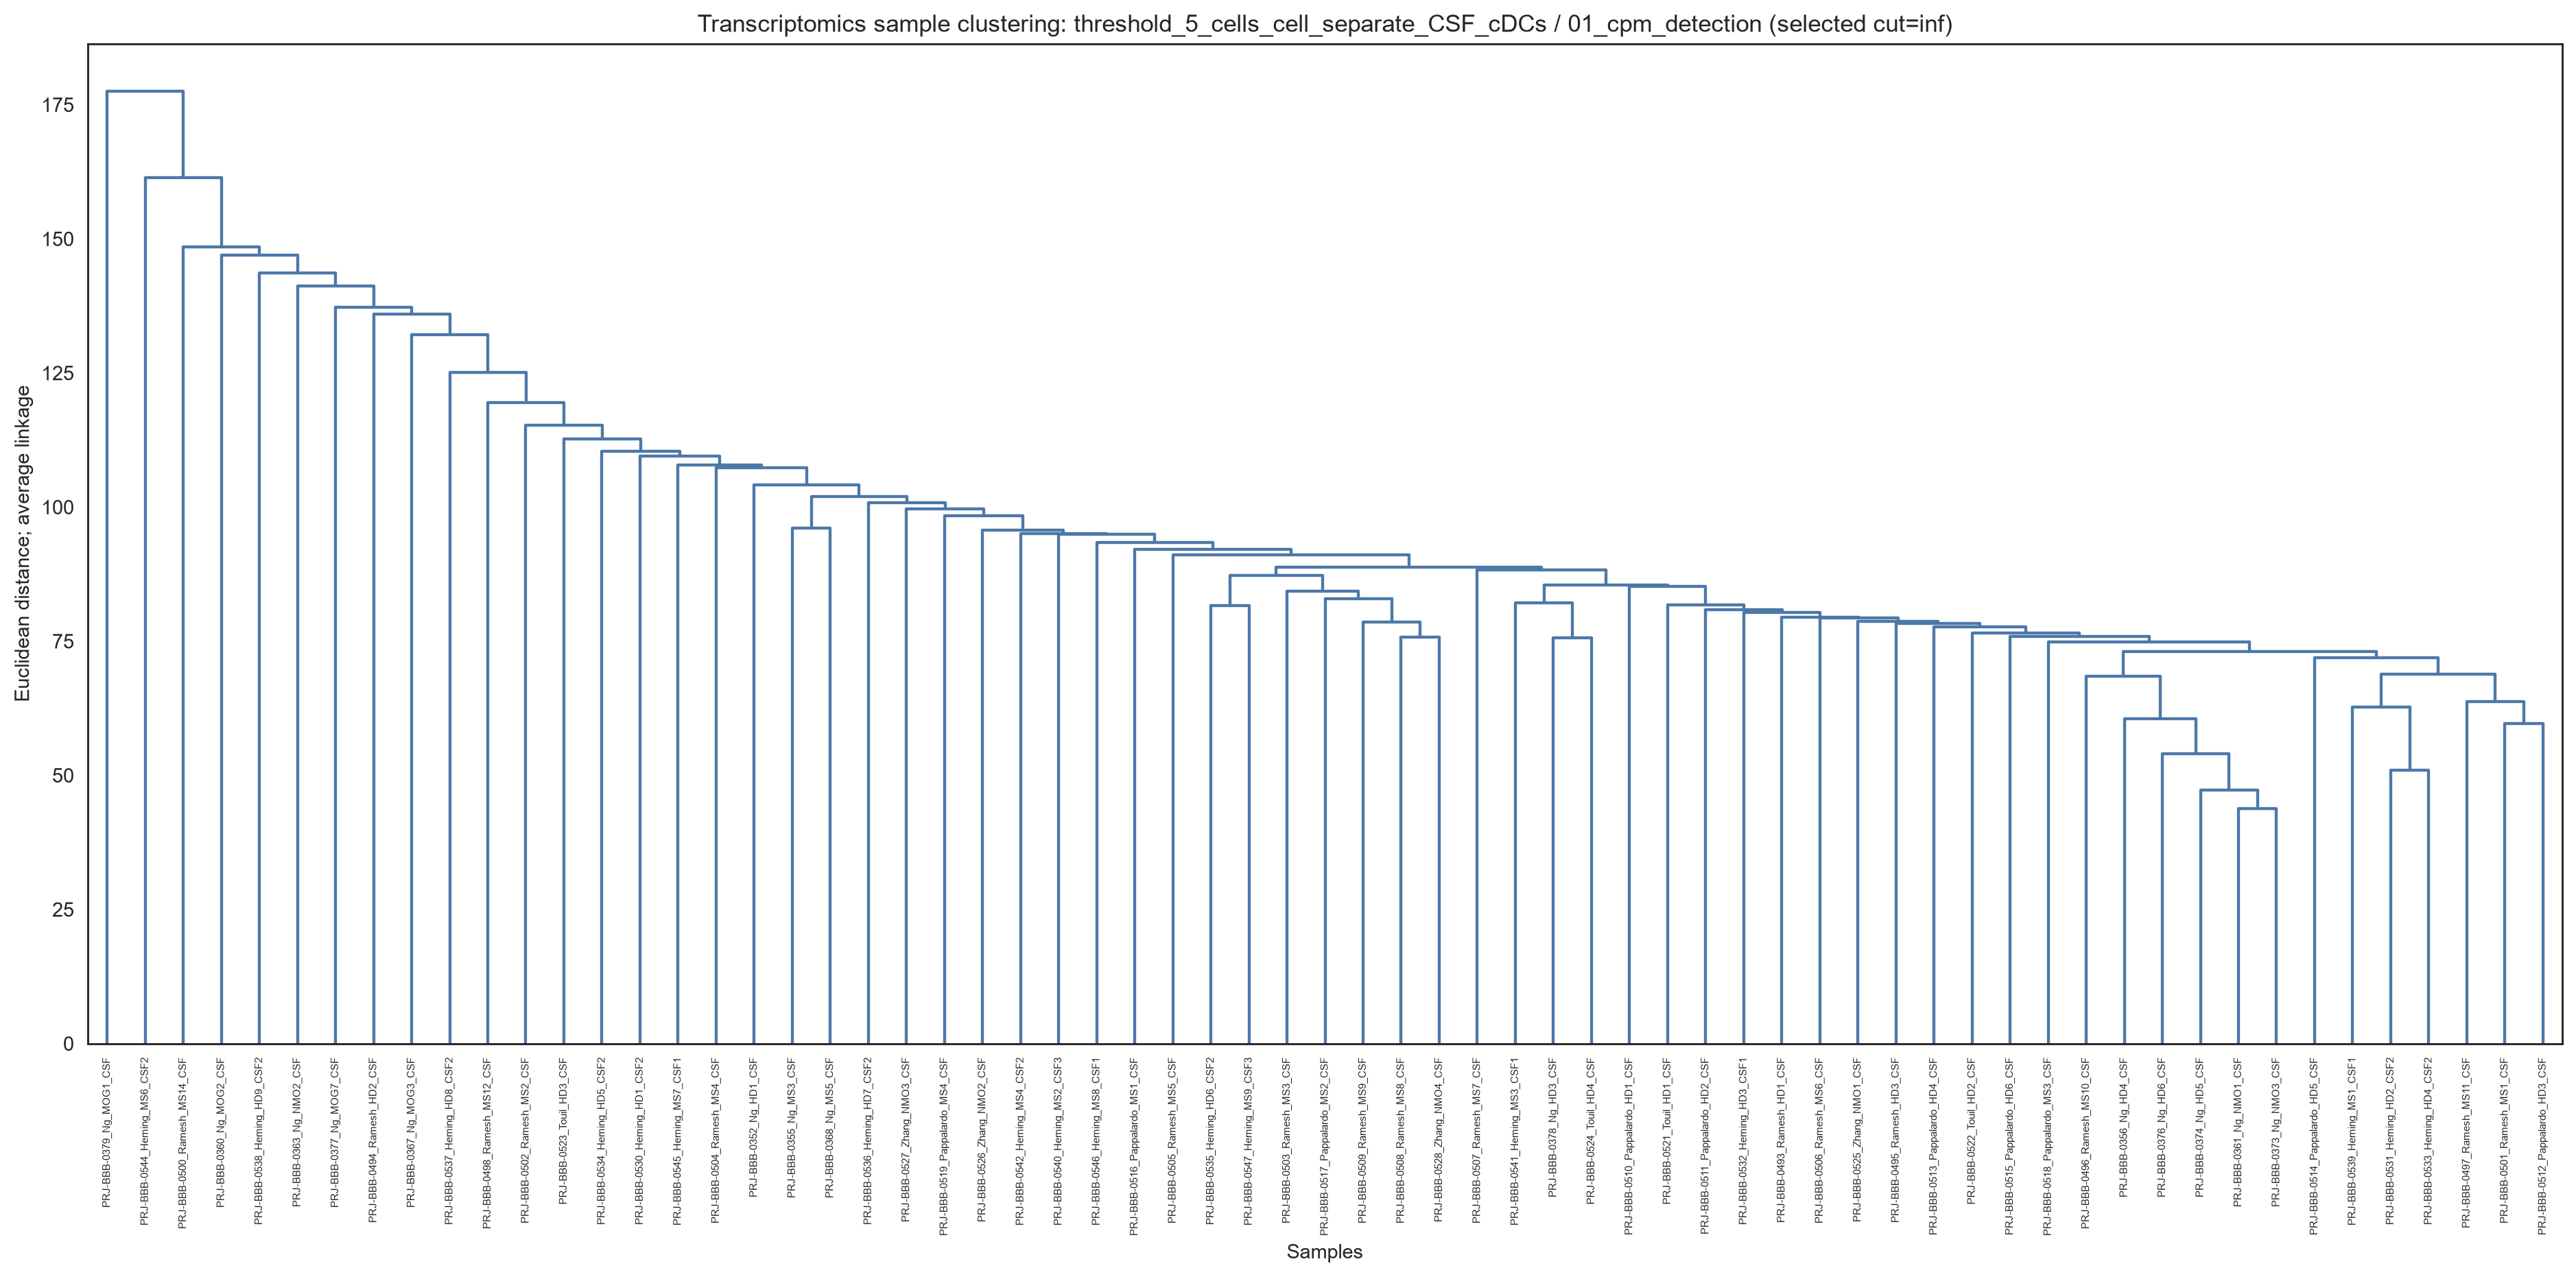 Transcriptomics sample clustering: threshold_5_cells_cell_separate_CSF_cDCs / 01_cpm_detection (selected cut=inf)
Euclidean distance; average linkage
175
150
125
100
75
50
25
0
PRJ-BBB-0379_Ng_MOG1_CSF
PRJ-BBB-0544_Heming_MS6_CSF2
PRJ-BBB-0500_Ramesh_MS14_CSF
PRJ-BBB-0360_Ng_MOG2_CSF
PRJ-BBB-0538_Heming_HD9_CSF2
PRJ-BBB-0363_Ng_NMO2_CSF
PRJ-BBB-0377_Ng_MOG7_CSF
PRJ-BBB-0494_Ramesh_HD2_CSF
PRJ-BBB-0367_Ng_MOG3_CSF
PRJ-BBB-0537_Heming_HD8_CSF2
PRJ-BBB-0498_Ramesh_MS12_CSF
PRJ-BBB-0502_Ramesh_MS2_CSF
PRJ-BBB-0523_Touil_HD3_CSF
PRJ-BBB-0534_Heming_HD5_CSF2
PRJ-BBB-0530_Heming_HD1_CSF2
PRJ-BBB-0545_Heming_MS7_CSF1
PRJ-BBB-0504_Ramesh_MS4_CSF
PRJ-BBB-0352_Ng_HD1_CSF
PRJ-BBB-0355_Ng_MS3_CSF
PRJ-BBB-0368_Ng_MS5_CSF
PRJ-BBB-0536_Heming_HD7_CSF2
PRJ-BBB-0527_Zhang_NMO3_CSF
PRJ-BBB-0519_Pappalardo_MS4_CSF
PRJ-BBB-0526_Zhang_NMO2_CSF
PRJ-BBB-0542_Heming_MS4_CSF2
PRJ-BBB-0540_Heming_MS2_CSF3
PRJ-BBB-0546_Heming_MS8_CSF1
PRJ-BBB-0516_Pappalardo_MS1_CSF
PRJ-BBB-0505_Ramesh_MS5_CSF
PRJ-BBB-0535_Heming_HD6_CSF2
PRJ-BBB-0547_Heming_MS9_CSF3
PRJ-BBB-0503_Ramesh_MS3_CSF
PRJ-BBB-0517_Pappalardo_MS2_CSF
PRJ-BBB-0509_Ramesh_MS9_CSF
PRJ-BBB-0508_Ramesh_MS8_CSF
PRJ-BBB-0528_Zhang_NMO4_CSF
PRJ-BBB-0507_Ramesh_MS7_CSF
PRJ-BBB-0541_Heming_MS3_CSF1
PRJ-BBB-0378_Ng_HD3_CSF
PRJ-BBB-0524_Touil_HD4_CSF
PRJ-BBB-0510_Pappalardo_HD1_CSF
PRJ-BBB-0521_Touil_HD1_CSF
PRJ-BBB-0511_Pappalardo_HD2_CSF
PRJ-BBB-0532_Heming_HD3_CSF1
PRJ-BBB-0493_Ramesh_HD1_CSF
PRJ-BBB-0506_Ramesh_MS6_CSF
PRJ-BBB-0525_Zhang_NMO1_CSF
PRJ-BBB-0495_Ramesh_HD3_CSF
PRJ-BBB-0513_Pappalardo_HD4_CSF
PRJ-BBB-0522_Touil_HD2_CSF
PRJ-BBB-0515_Pappalardo_HD6_CSF
PRJ-BBB-0518_Pappalardo_MS3_CSF
PRJ-BBB-0496_Ramesh_MS10_CSF
PRJ-BBB-0356_Ng_HD4_CSF
PRJ-BBB-0376_Ng_HD6_CSF
PRJ-BBB-0374_Ng_HD5_CSF
PRJ-BBB-0361_Ng_NMO1_CSF
PRJ-BBB-0373_Ng_NMO3_CSF
PRJ-BBB-0514_Pappalardo_HD5_CSF
PRJ-BBB-0539_Heming_MS1_CSF1
PRJ-BBB-0531_Heming_HD2_CSF2
PRJ-BBB-0533_Heming_HD4_CSF2
PRJ-BBB-0497_Ramesh_MS11_CSF
PRJ-BBB-0501_Ramesh_MS1_CSF
PRJ-BBB-0512_Pappalardo_HD3_CSF
Samples